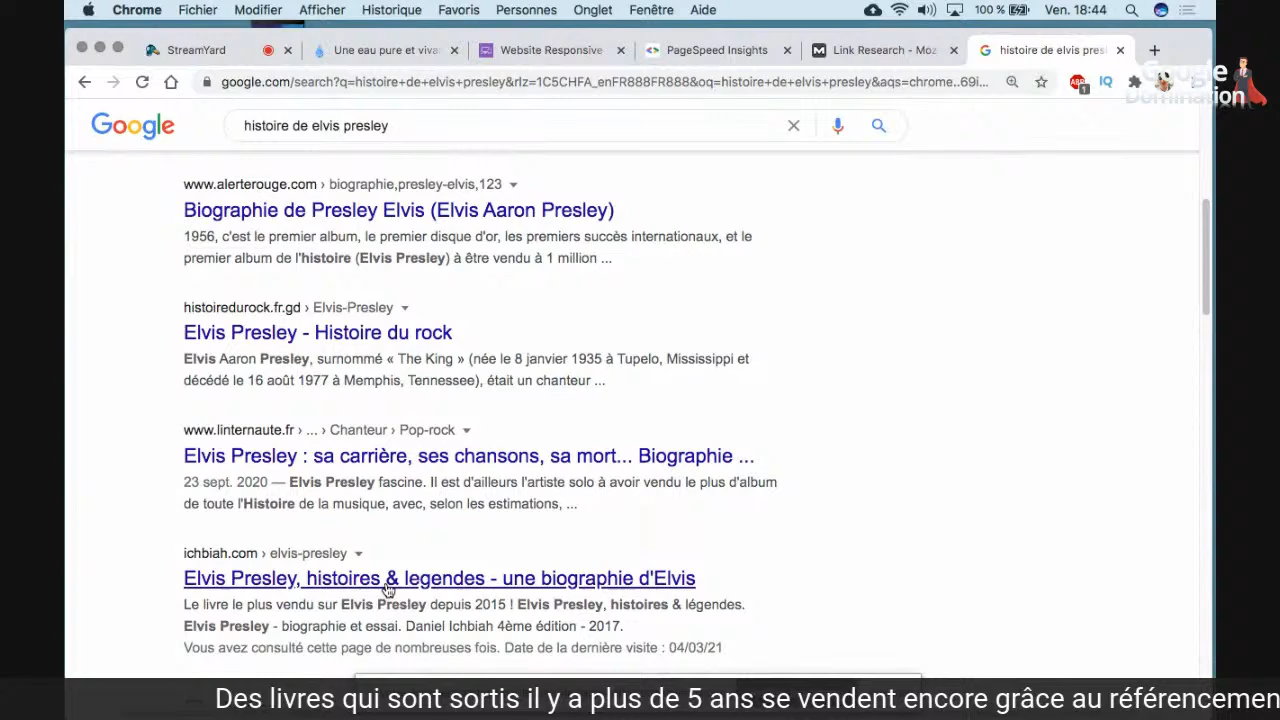 Chrome Fichier Modifier Afficher Historique Favoris Personnes Onglet Fenêtre Aide 100 % Ven. 18:44
StreamYard Une eau pure et viva Website Responsive PageSpeed Insights Link Research - Moz histoire de elvis pres
google.com/search?q=histoire+de+elvis+presley&rlz=1C5CHFA_enFR888FR888&oq=histoire+de+elvis+presley&aqs=chrome..69i...
Google Domination
Google
histoire de elvis presley
www.alerterouge.com › biographie,presley-elvis,123
Biographie de Presley Elvis (Elvis Aaron Presley)
1956, c'est le premier album, le premier disque d'or, les premiers succès internationaux, et le
premier album de l'histoire (Elvis Presley) à être vendu à 1 million ...
histoiredurock.fr.gd › Elvis-Presley
Elvis Presley - Histoire du rock
Elvis Aaron Presley, surnommé « The King » (née le 8 janvier 1935 à Tupelo, Mississippi et
décédé le 16 août 1977 à Memphis, Tennessee), était un chanteur ...
www.linternaute.fr › ... › Chanteur › Pop-rock
Elvis Presley : sa carrière, ses chansons, sa mort... Biographie ...
23 sept. 2020 — Elvis Presley fascine. Il est d'ailleurs l'artiste solo à avoir vendu le plus d'album
de toute l'Histoire de la musique, avec, selon les estimations, ...
ichbiah.com › elvis-presley
Elvis Presley, histoires & legendes - une biographie d'Elvis
Le livre le plus vendu sur Elvis Presley depuis 2015 ! Elvis Presley, histoires & légendes.
Elvis Presley - biographie et essai. Daniel Ichbiah 4ème édition - 2017.
Vous avez consulté cette page de nombreuses fois. Date de la dernière visite : 04/03/21
Des livres qui sont sortis il y a plus de 5 ans se vendent encore grâce au référencemen